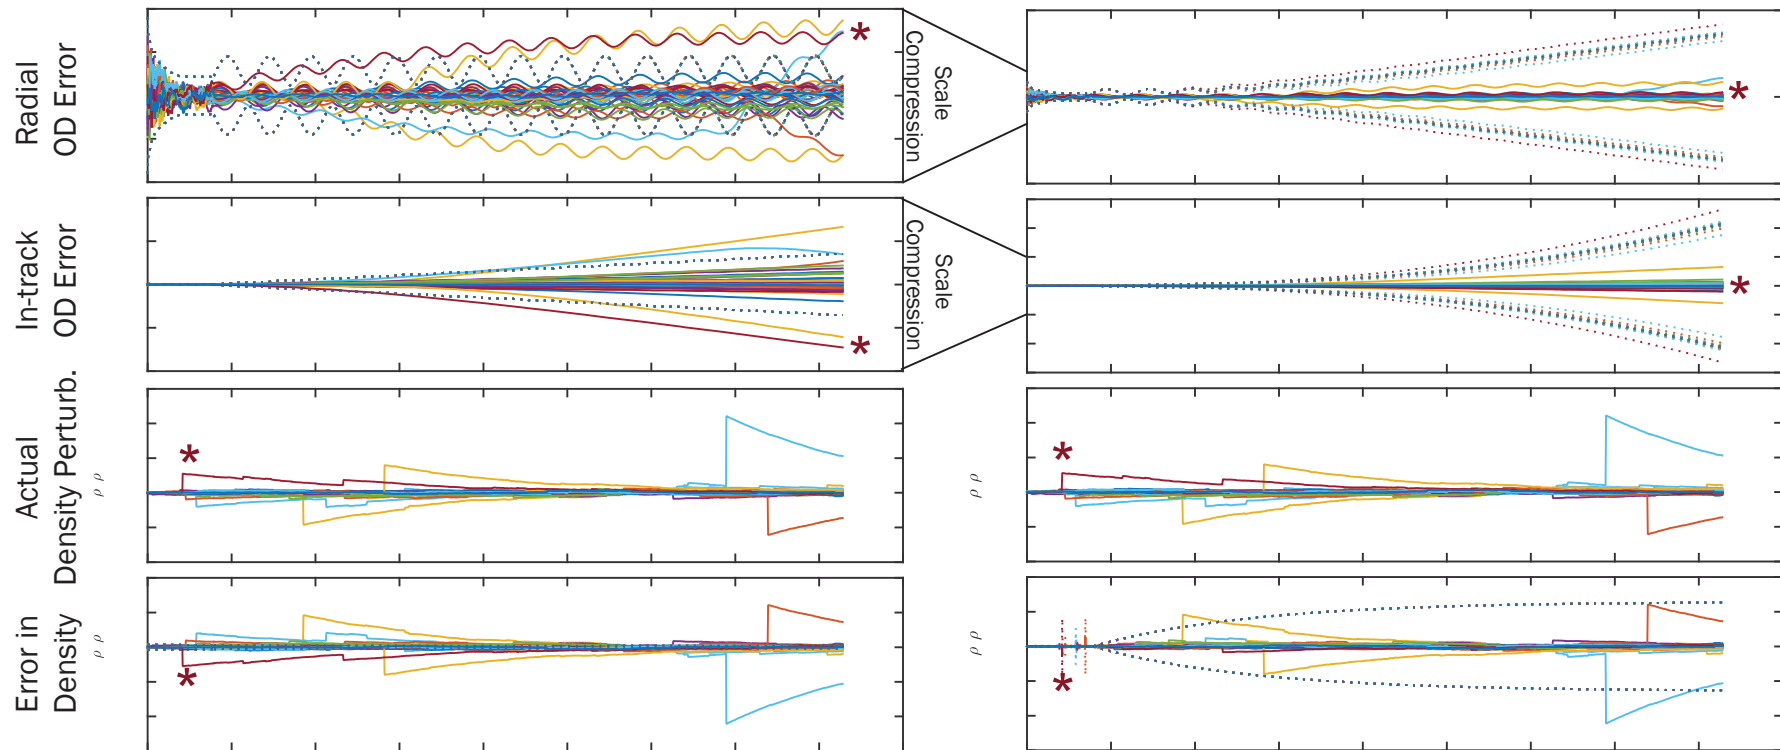 Radial
OD Error
Scale
Compression
*
*
In-track
OD Error
Scale
Compression
*
*
Actual
Density Perturb.
ρ ρ
*
ρ ρ
*
Error in
Density
ρ ρ
*
ρ ρ
*